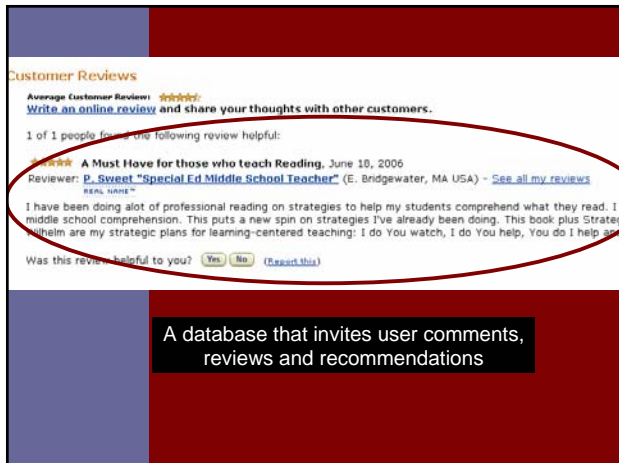 Customer Reviews
Average Customer Review:
Write an online review and share your thoughts with other customers.
1 of 1 people found the following review helpful:
A Must Have for those who teach Reading, June 18, 2006
Reviewer: P. Sweet "Special Ed Middle School Teacher" (E. Bridgewater, MA USA) - See all my reviews
REAL NAME™
I have been doing alot of professional reading on strategies to help my students comprehend what they read. I
middle school comprehension. This puts a new spin on strategies I've already been doing. This book plus Strateg
Wilhelm are my strategic plans for learning-centered teaching: I do You watch, I do You help, You do I help an
Was this review helpful to you? Yes No (Report this)
A database that invites user comments,
reviews and recommendations